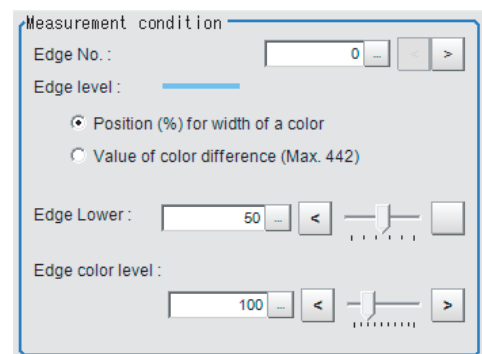 Measurement condition
Edge No. : 0 ... < >
Edge level :
Position (%) for width of a color
Value of color difference (Max. 442)
Edge Lower : 50 ... <
Edge color level :
100 ... < >